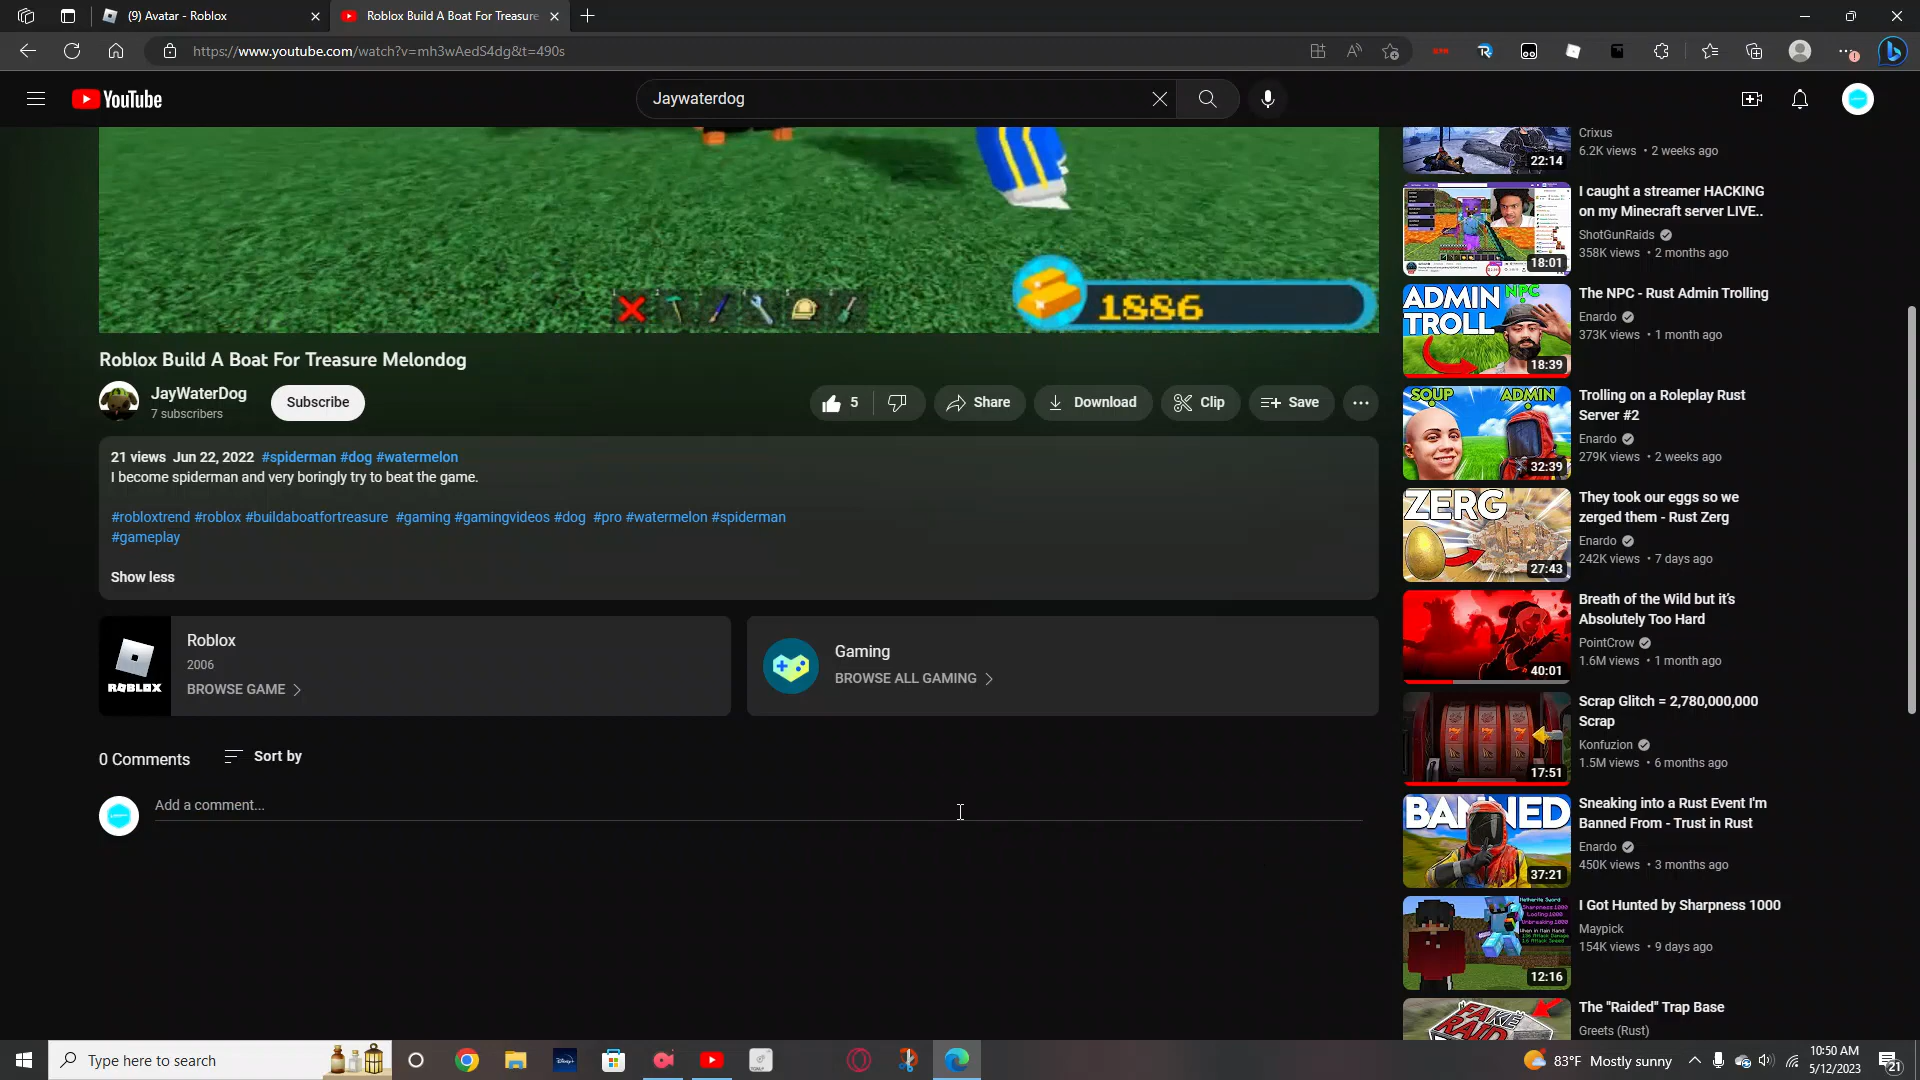 (9) Avatar - Roblox
Roblox Build A Boat For Treasure
https://www.youtube.com/watch?v=mh3wAedS4dg&t=490s
YouTube
Jaywaterdog
1886
Roblox Build A Boat For Treasure Melondog
JayWaterDog
7 subscribers
Subscribe
5
Share
Download
Clip
Save
21 views Jun 22, 2022 #spiderman #dog #watermelon
I become spiderman and very boringly try to beat the game.
#robloxtrend #roblox #buildaboatfortreasure #gaming #gamingvideos #dog #pro #watermelon #spiderman
#gameplay
Show less
ROBLOX
Roblox
2006
BROWSE GAME
Gaming
BROWSE ALL GAMING
0 Comments
Sort by
Add a comment...
22:14
Crixus
6.2K views • 2 weeks ago
18:01
I caught a streamer HACKING
on my Minecraft server LIVE..
ShotGunRaids
358K views • 2 months ago
ADMIN NPC
TROLL
18:39
The NPC - Rust Admin Trolling
Enardo
373K views • 1 month ago
SOUP ADMIN
32:39
Trolling on a Roleplay Rust
Server #2
Enardo
279K views • 2 weeks ago
ZERG
27:43
They took our eggs so we
zerged them - Rust Zerg
Enardo
242K views • 7 days ago
40:01
Breath of the Wild but it's
Absolutely Too Hard
PointCrow
1.6M views • 1 month ago
17:51
Scrap Glitch = 2,780,000,000
Scrap
Konfuzion
1.5M views • 6 months ago
BANNED
37:21
Sneaking into a Rust Event I'm
Banned From - Trust in Rust
Enardo
450K views • 3 months ago
Sharpness 1000
Looting 1000
Unbreaking 1000
12:16
I Got Hunted by Sharpness 1000
Maypick
154K views • 9 days ago
FAKE
RAID
The "Raided" Trap Base
Greets (Rust)
Type here to search
83°F Mostly sunny
10:50 AM
5/12/2023
21